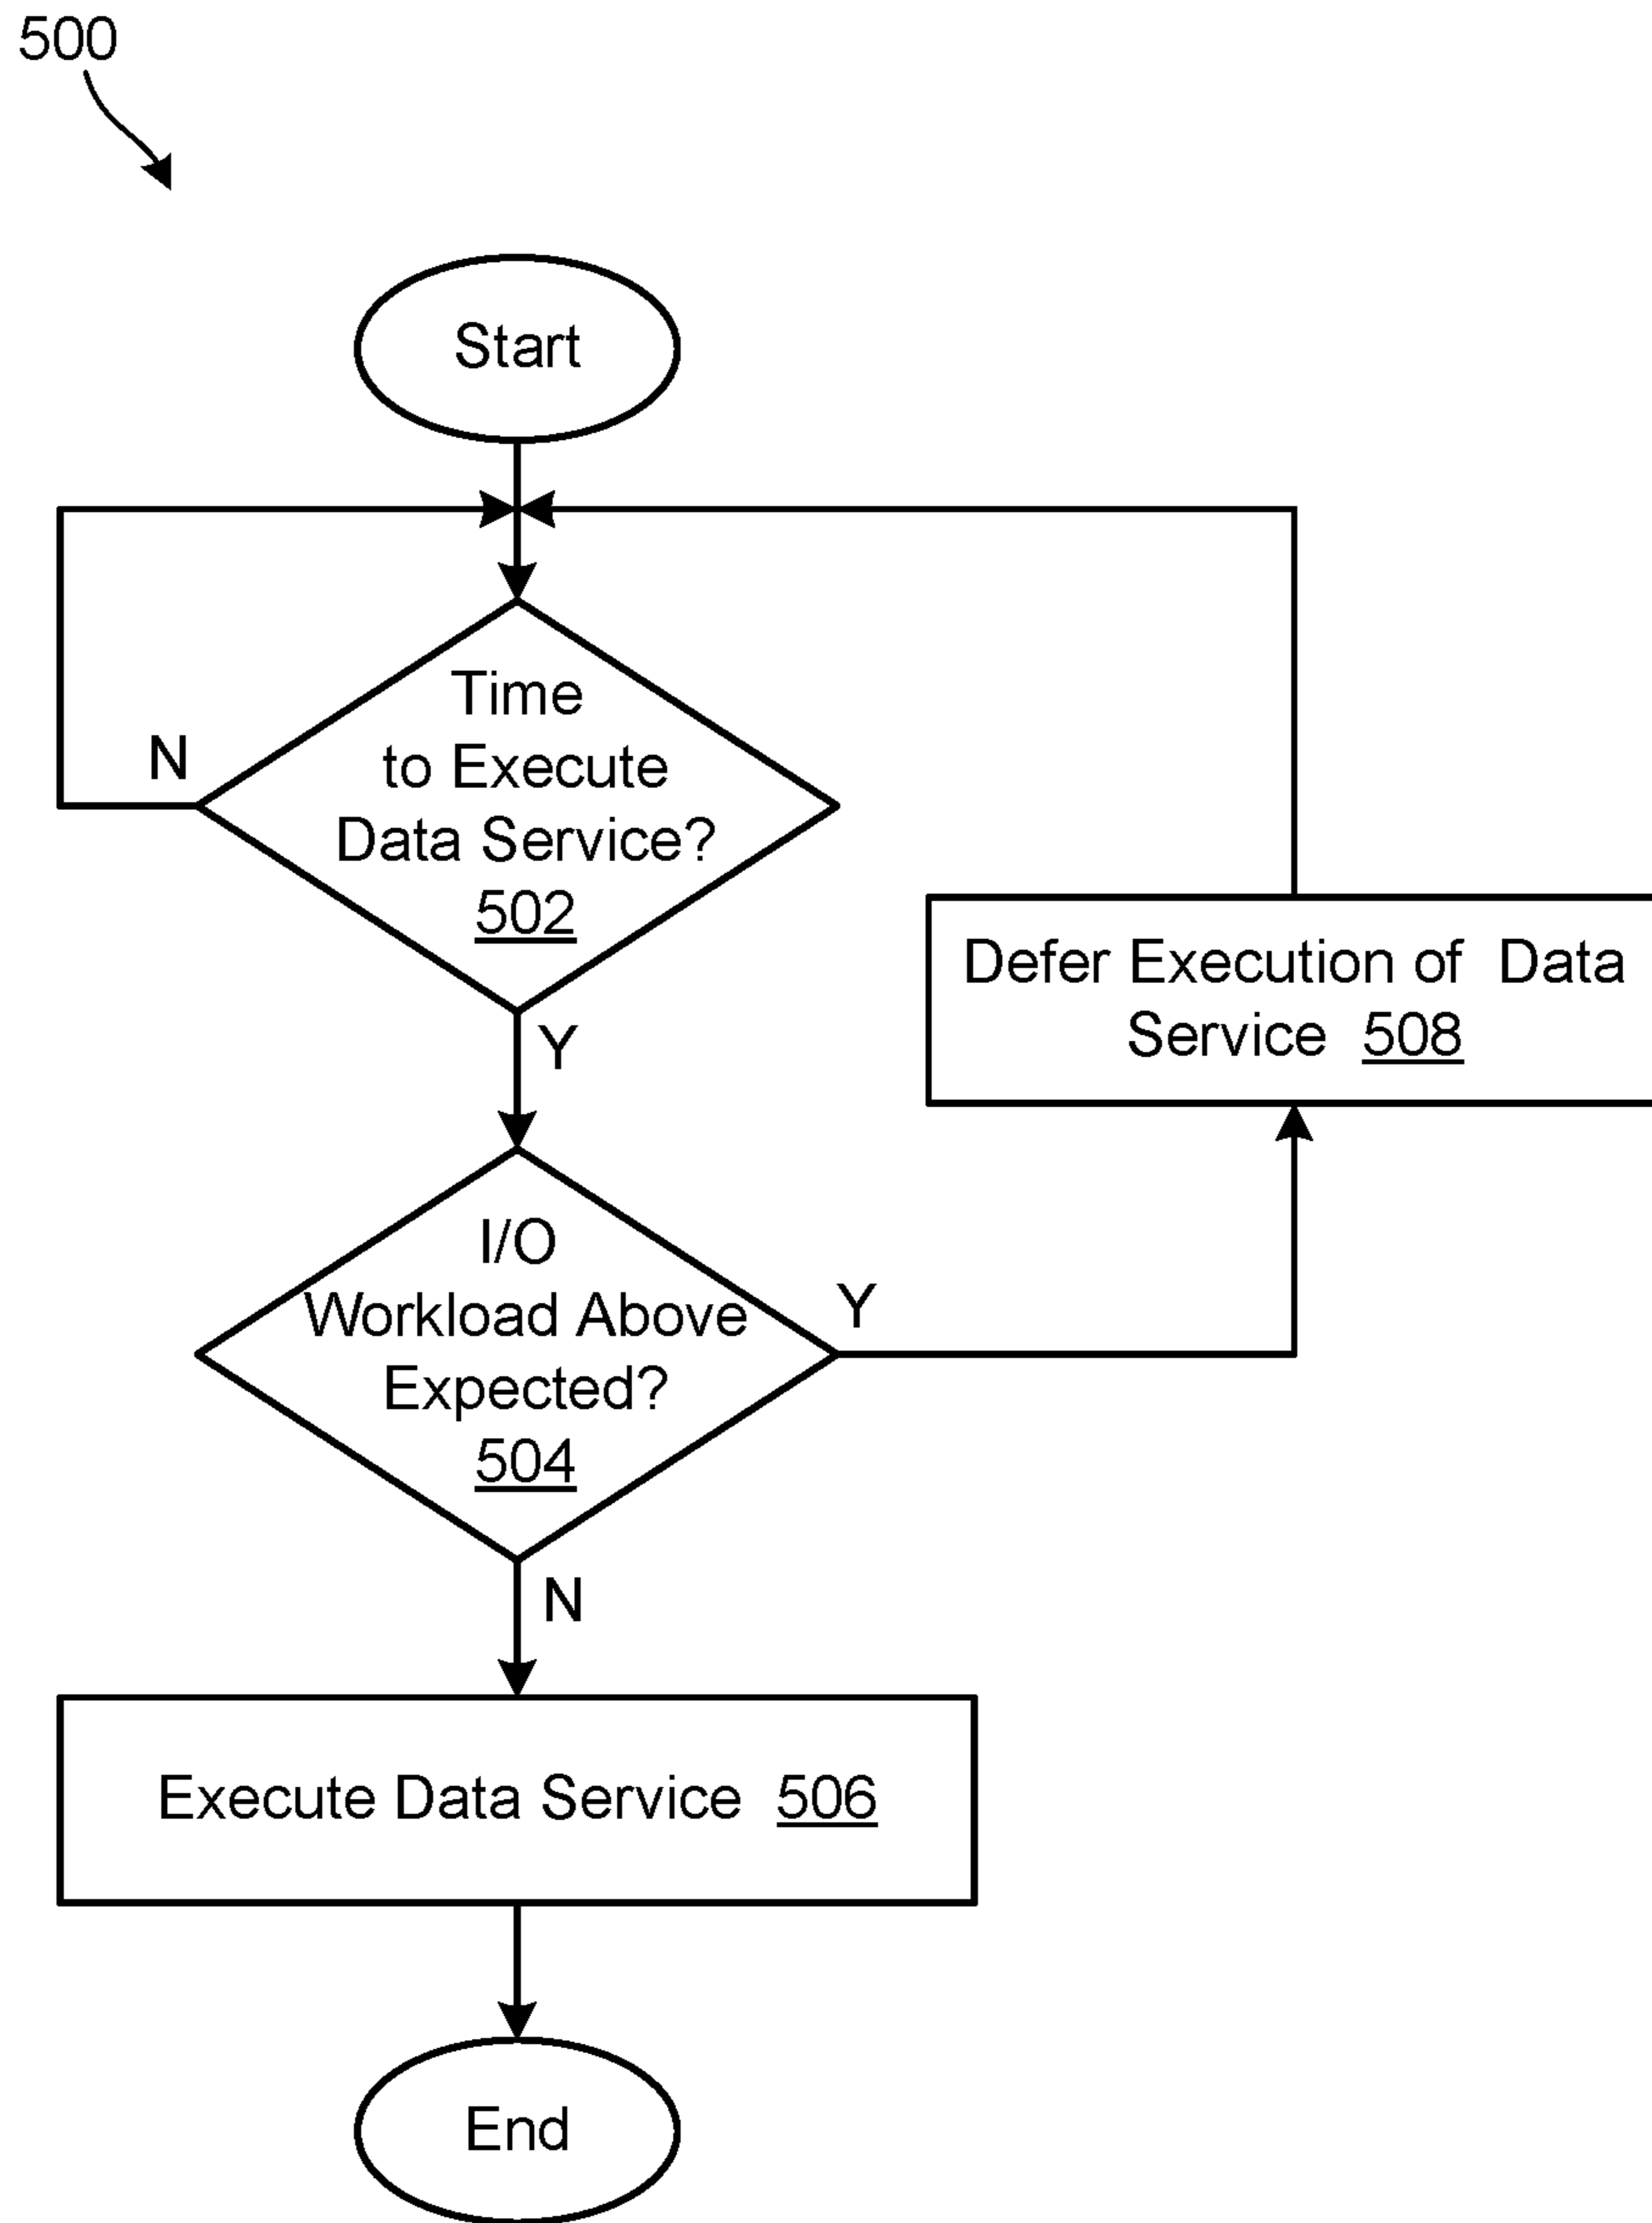 500
Start
Time
to Execute
Data Service?
502
N
Y
Defer Execution of Data
Service 508
I/O
Workload Above
Expected?
504
Y
N
Execute Data Service 506
End